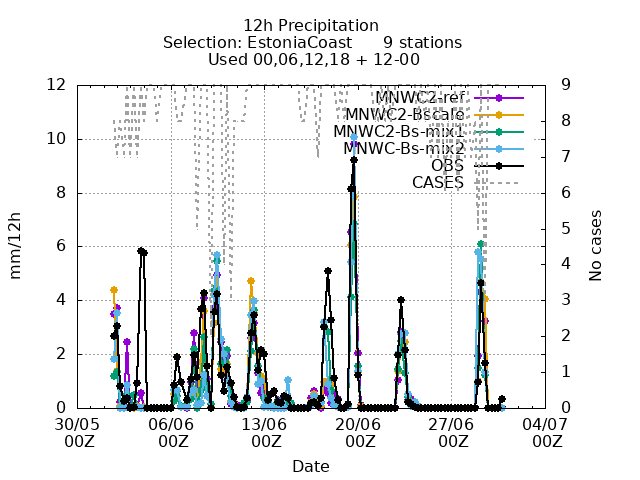 12h Precipitation
Selection: EstoniaCoast 9 stations
Used 00,06,12,18 + 12-00
MNWC2-ref
MNWC-Bscale
MNWC2-Bs-mix1
MNWC-Bs-mix2
OBS
CASES
mm/12h
12
10
8
6
4
2
0
No cases
9
8
7
6
5
4
3
2
1
0
30/05 06/06 13/06 20/06 27/06 04/07
00Z 00Z 00Z 00Z 00Z 00Z
Date